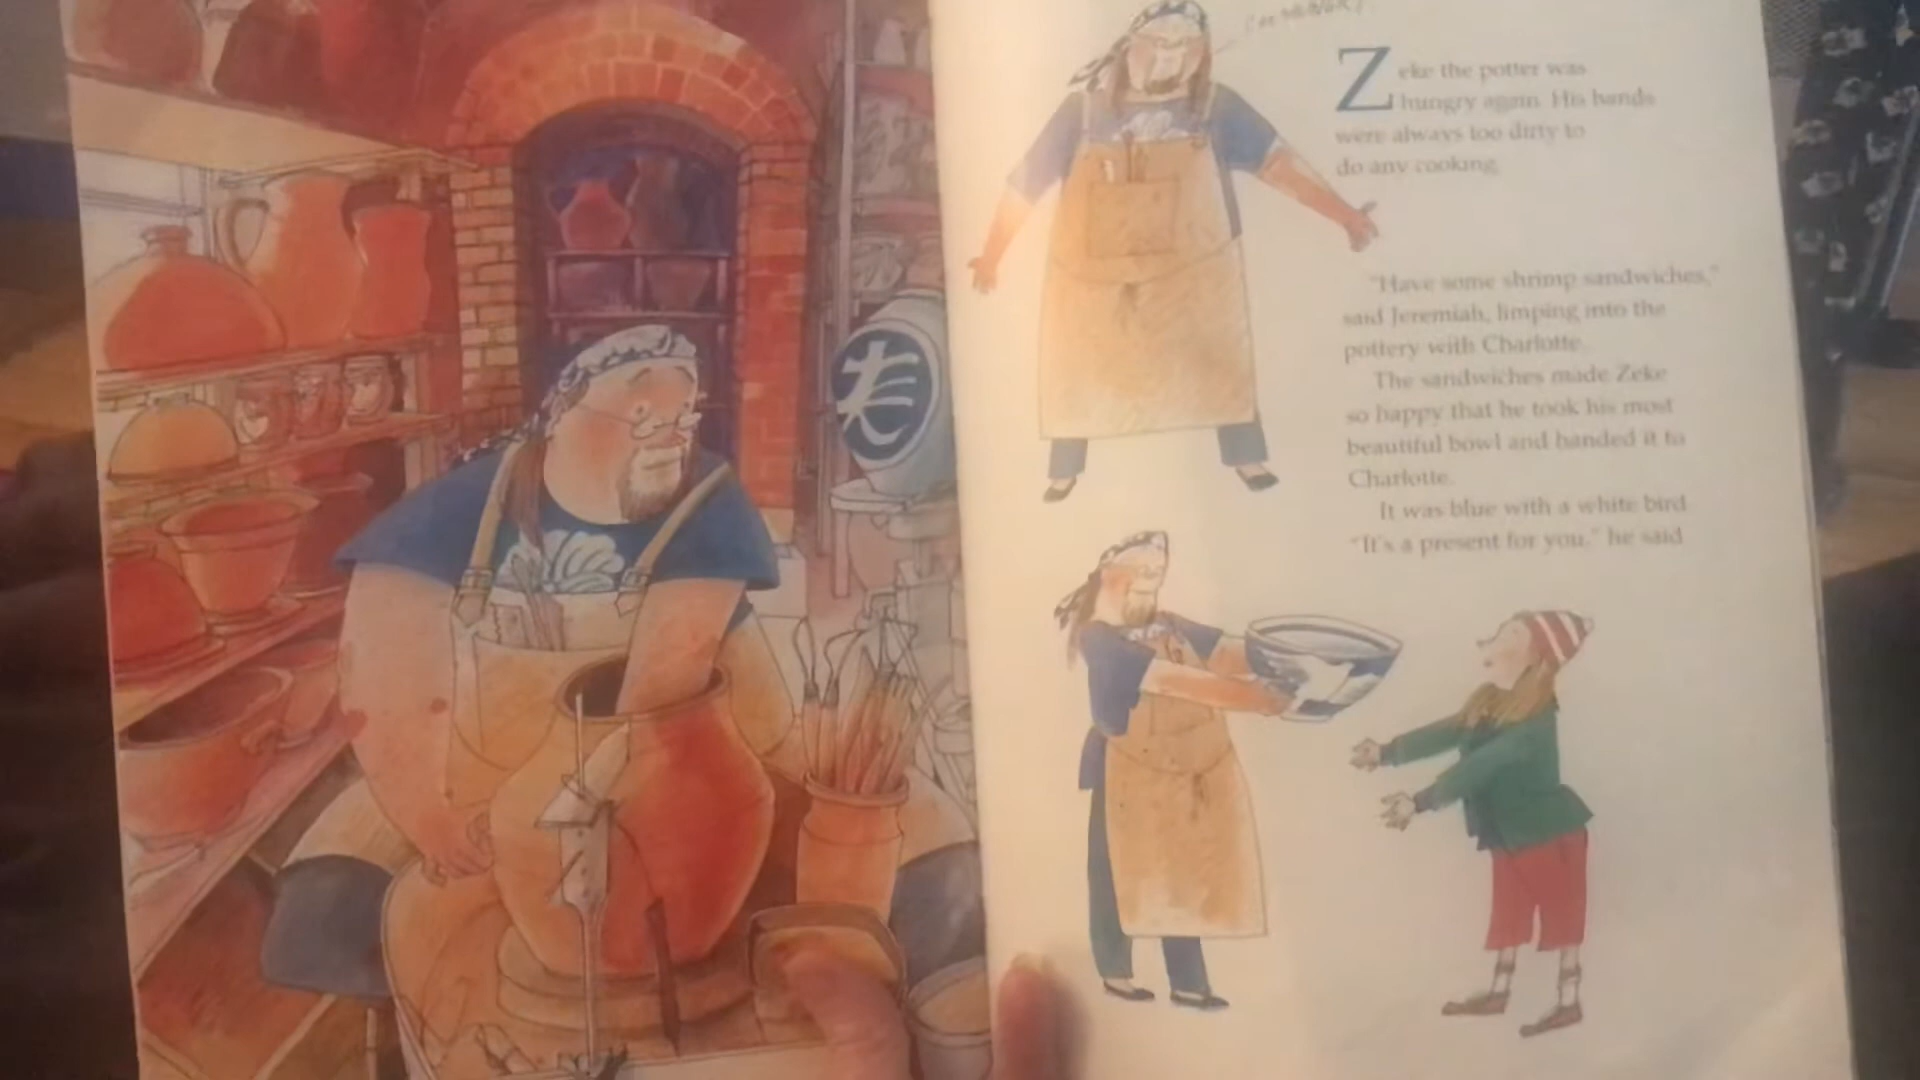 Zeke the potter was
hungry again. His hands
were always too dirty to
do any cooking.
"Have some shrimp sandwiches,"
said Jeremiah, limping into the
pottery with Charlotte.
The sandwiches made Zeke
so happy that he took his most
beautiful bowl and handed it to
Charlotte.
It was blue with a white bird.
"It's a present for you," he said